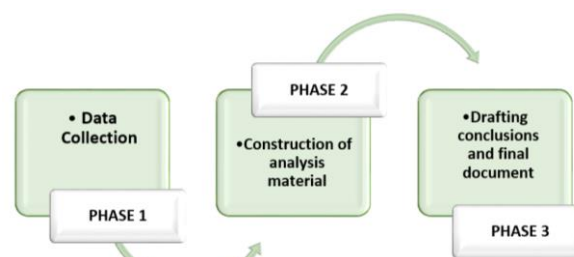 • Data
Collection
PHASE 1
PHASE 2
•Construction of
analysis
material
•Drafting
conclusions
and final
document
PHASE 3